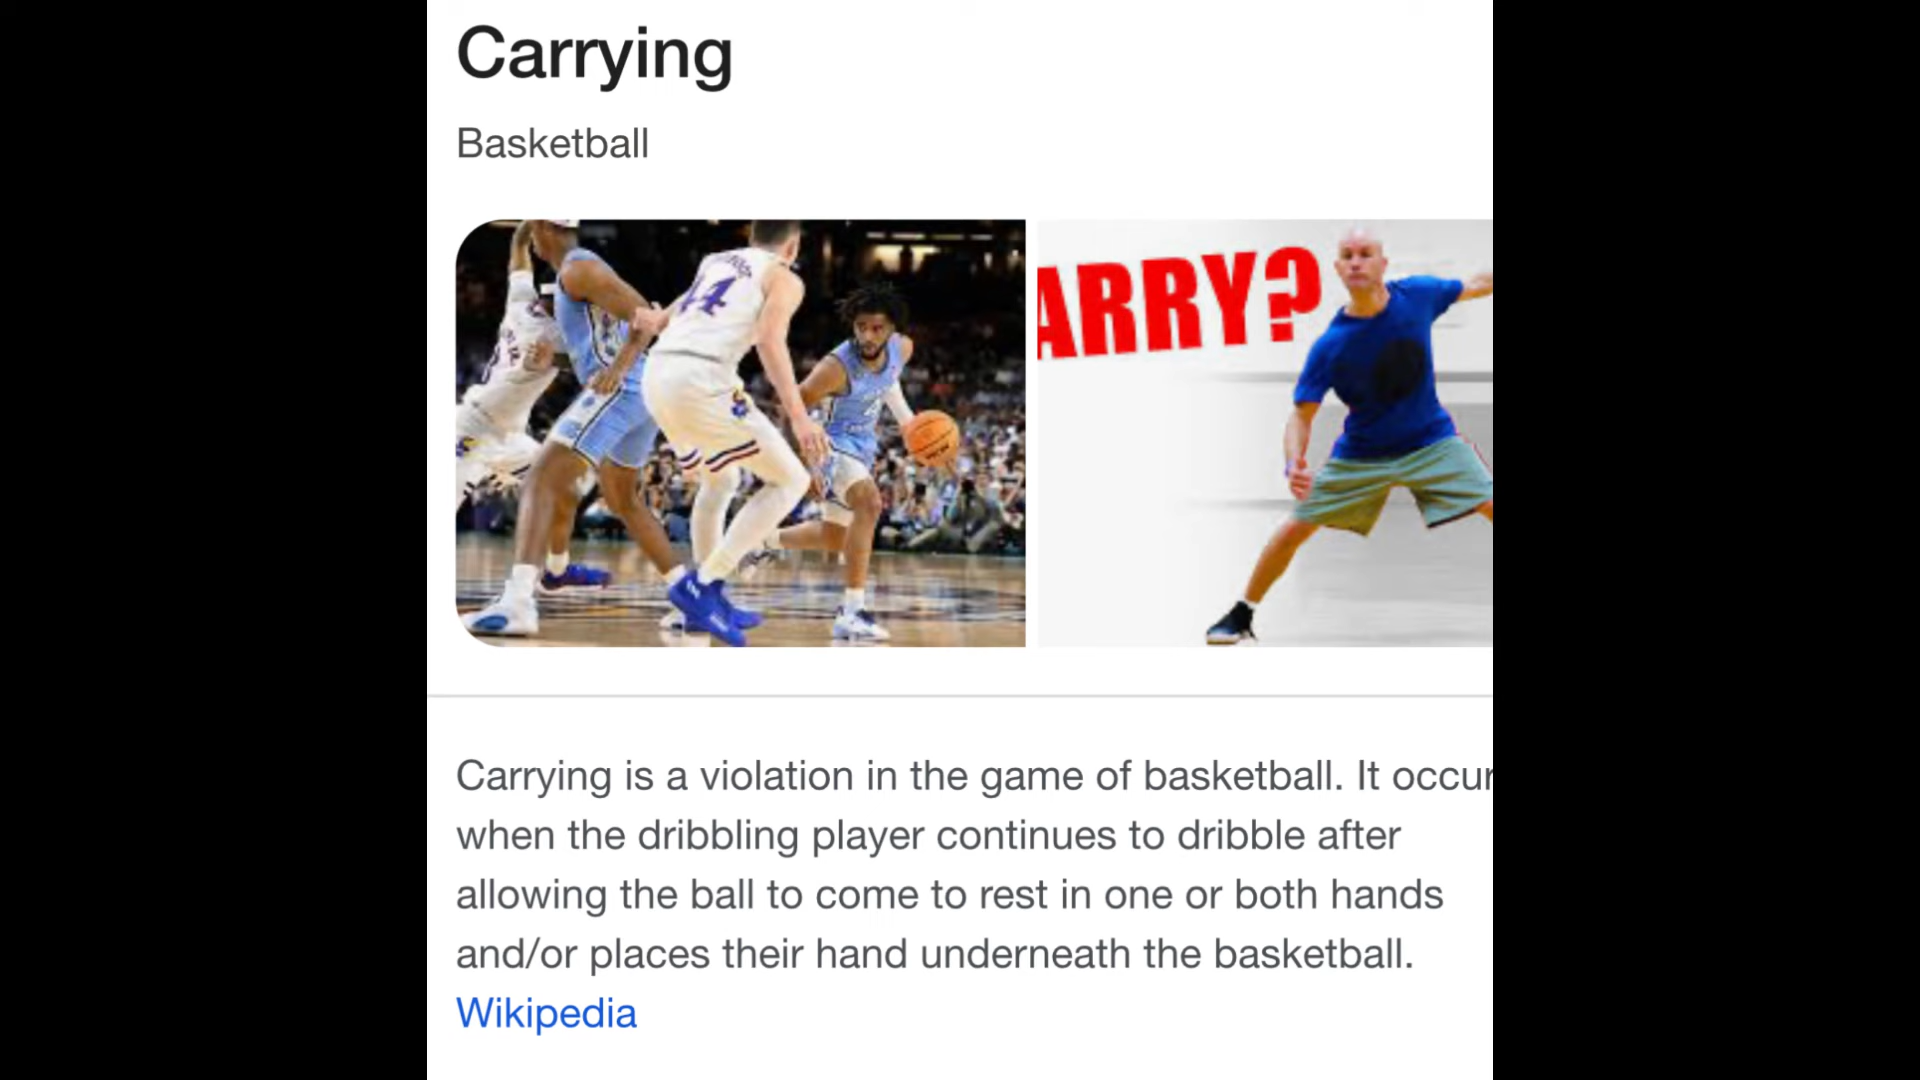 Carrying
Basketball
44
ARRY?
Carrying is a violation in the game of basketball. It occur
when the dribbling player continues to dribble after
allowing the ball to come to rest in one or both hands
and/or places their hand underneath the basketball.
Wikipedia